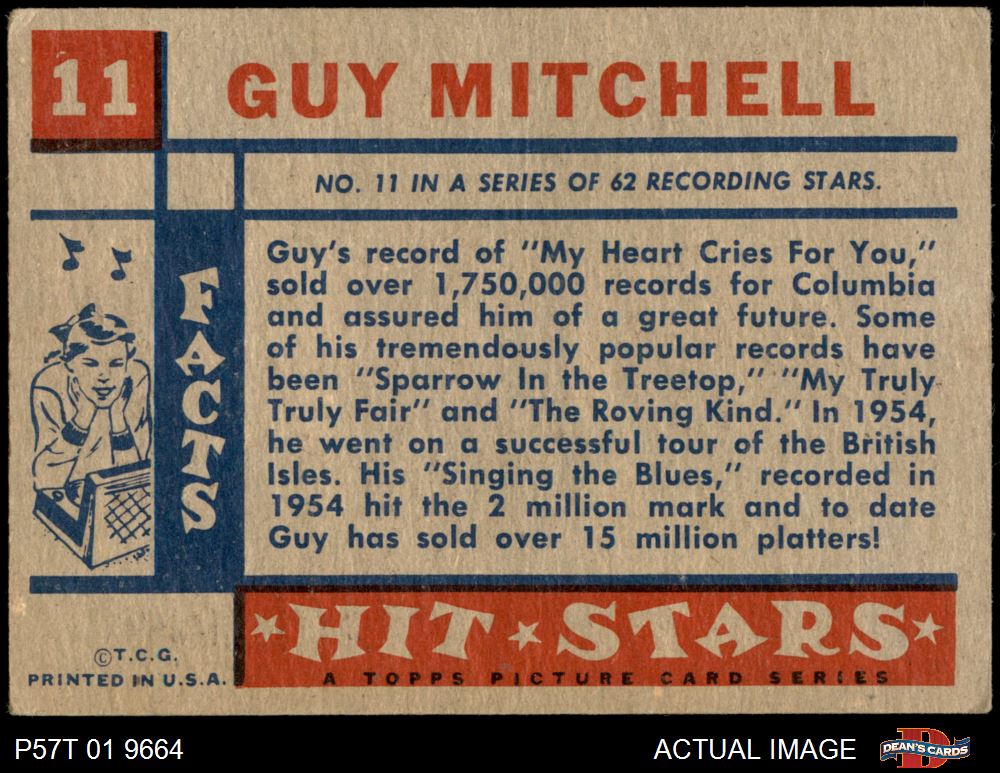 11
GUY MITCHELL
NO. 11 IN A SERIES OF 62 RECORDING STARS.
FACTS
Guy's record of "My Heart Cries For You,"
sold over 1,750,000 records for Columbia
and assured him of a great future. Some
of his tremendously popular records have
been "Sparrow In the Treetop," "My Truly
Truly Fair" and "The Roving Kind." In 1954,
he went on a successful tour of the British
Isles. His "Singing the Blues," recorded in
1954 hit the 2 million mark and to date
Guy has sold over 15 million platters!
HIT STARS
A TOPPS PICTURE CARD SERIES
©T.C.G.
PRINTED IN U.S.A.
P57T 01 9664
ACTUAL IMAGE
D
DEAN'S CARDS